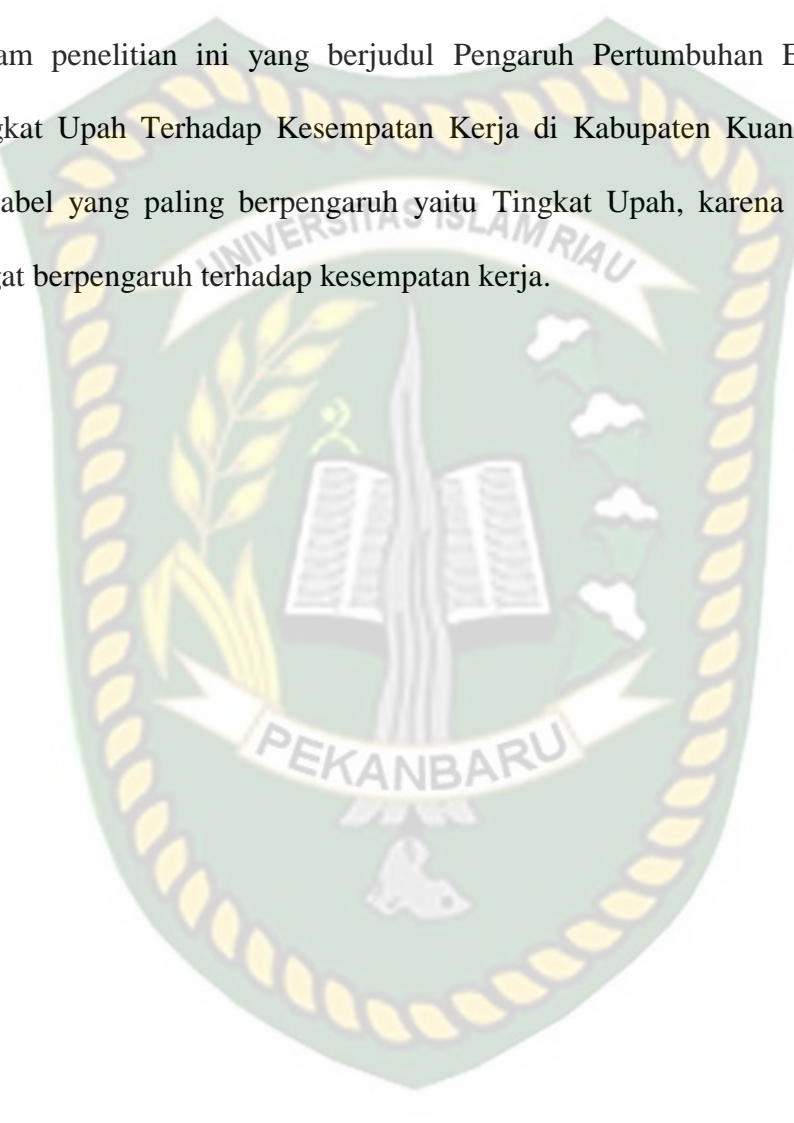 am penelitian ini yang berjudul Pengaruh Pertumbuhan E
gkat Upah Terhadap Kesempatan Kerja di Kabupaten Kuan
abel yang paling berpengaruh yaitu Tingkat Upah, karena
gat berpengaruh terhadap kesempatan kerja.
UNIVERSITAS ISLAM RIAU
PEKANBARU